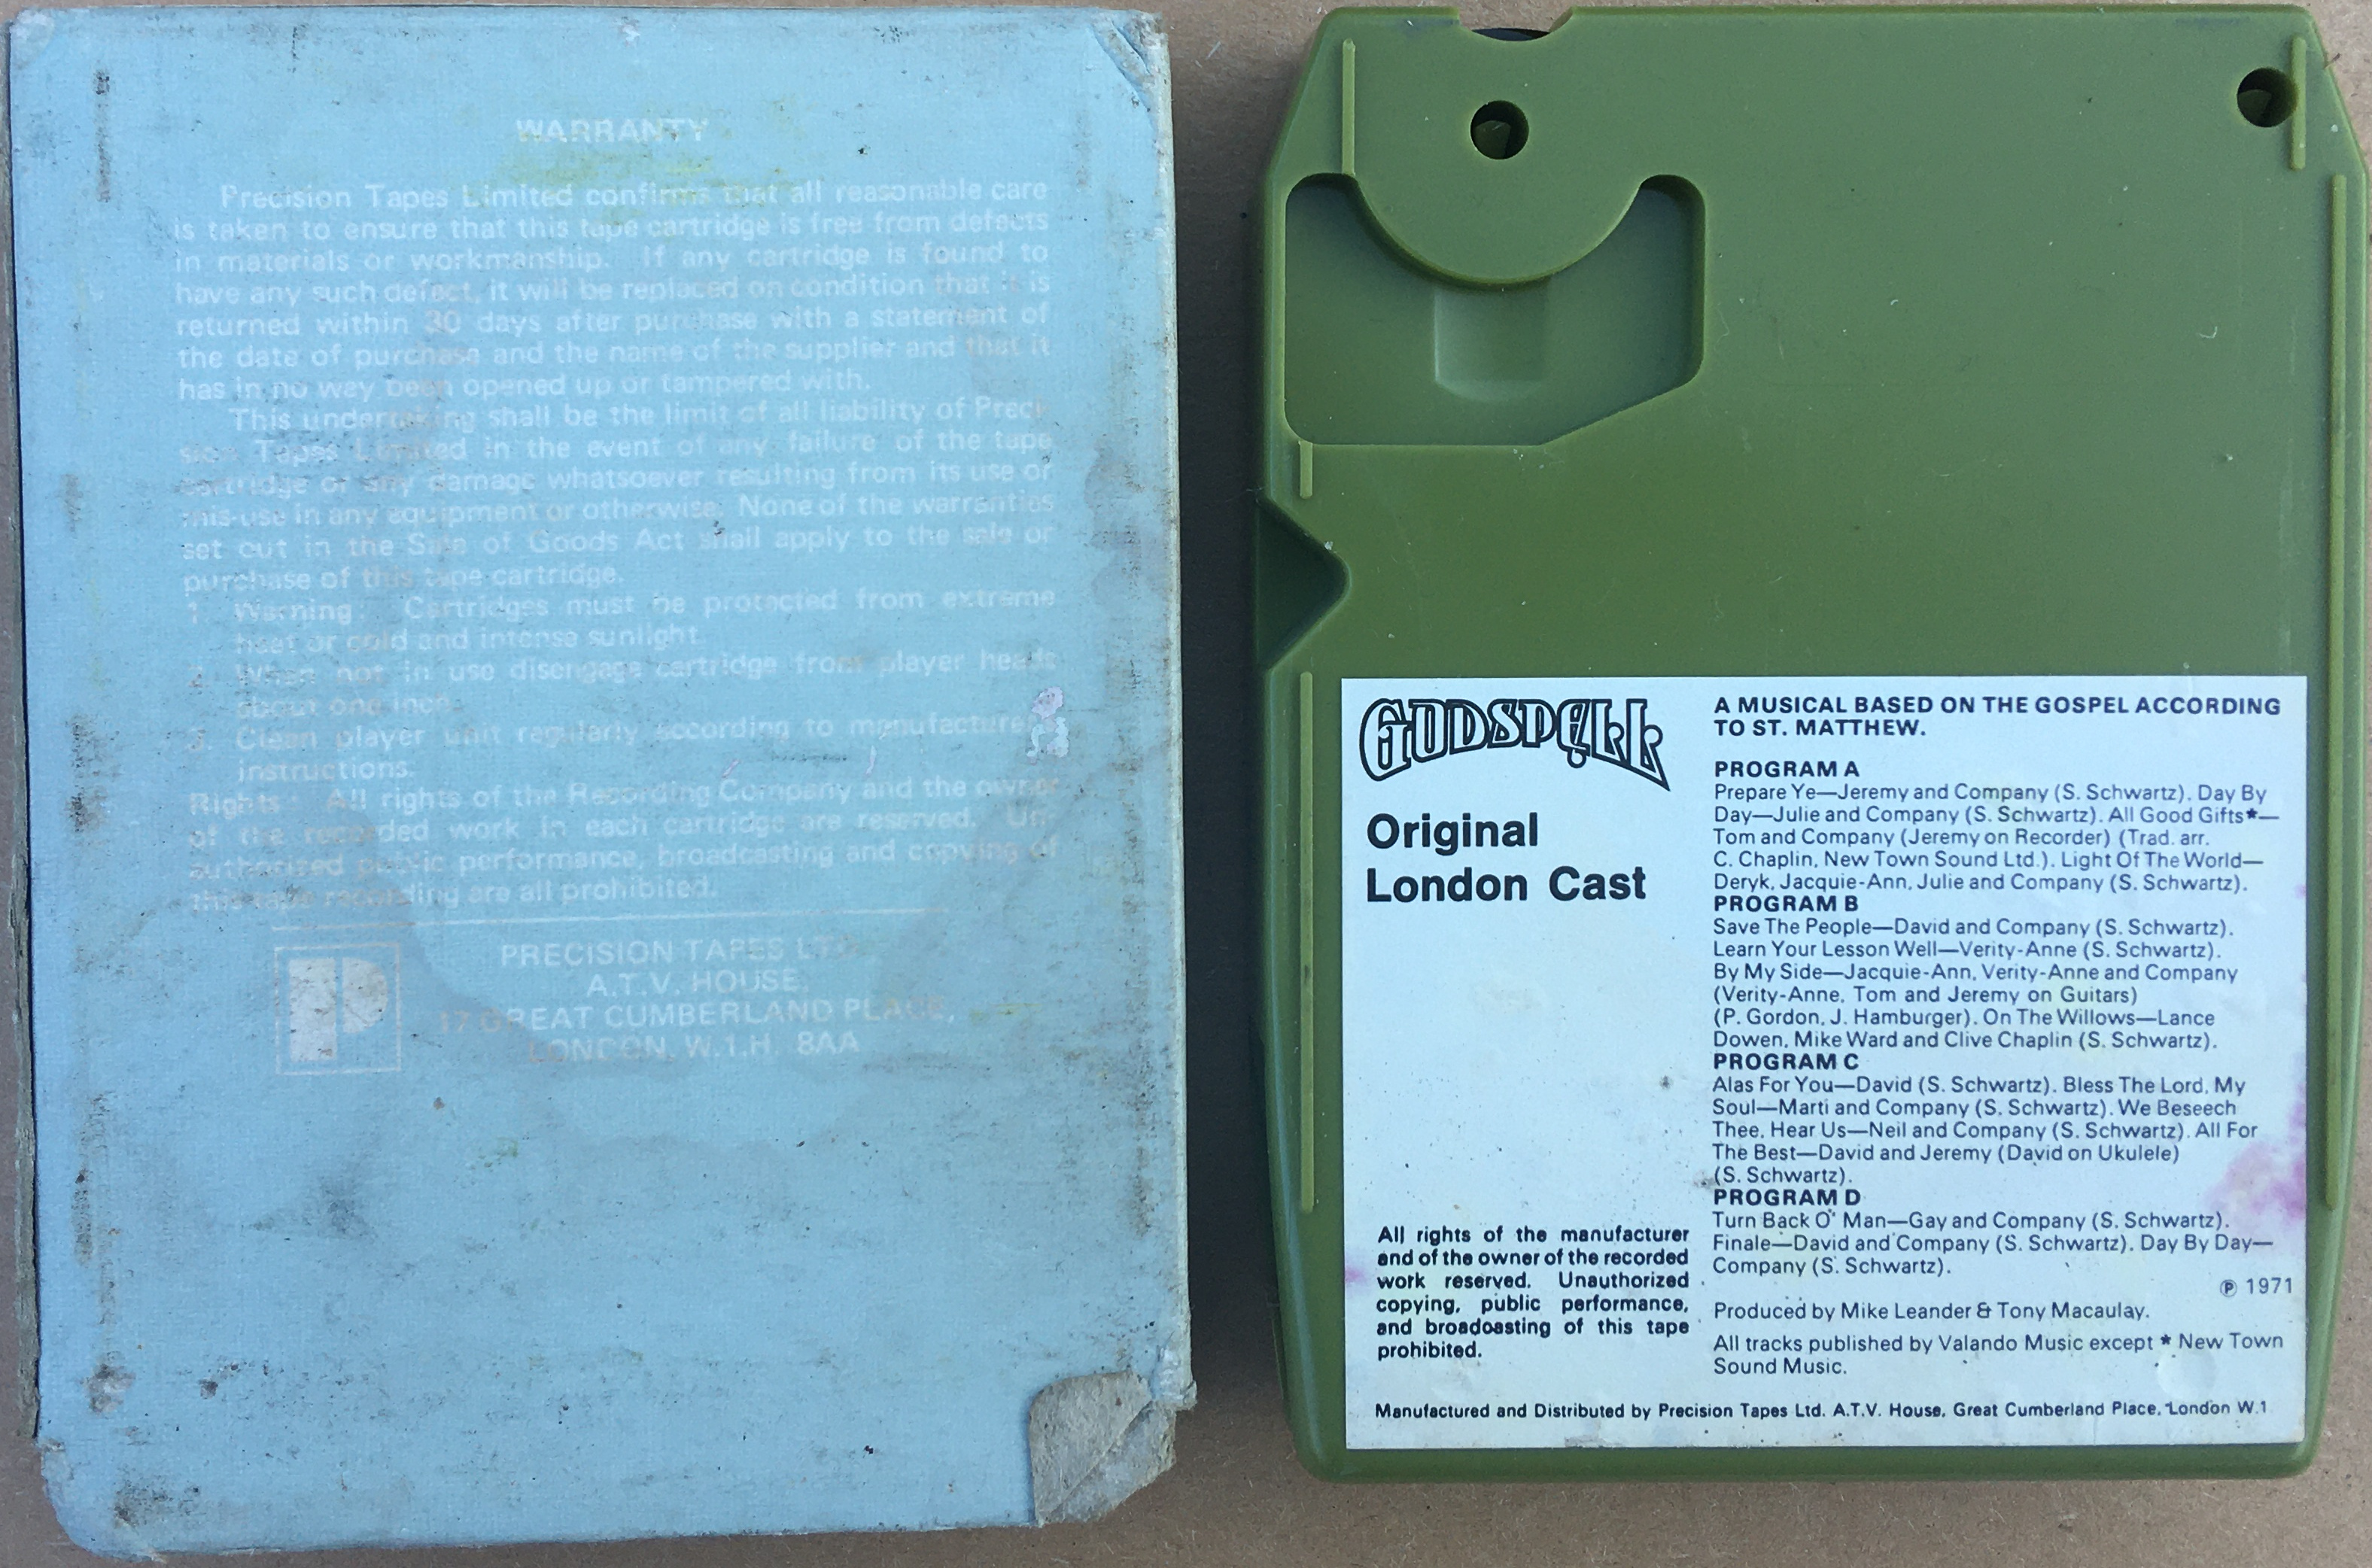 WARRANTY
Precision Tapes Limited confirms that all reasonable care
is taken to ensure that this tape cartridge is free from defects
in materials or workmanship. If any cartridge is found to
have any such defect, it will be replaced on condition that it is
returned within 30 days after purchase with a statement of
the date of purchase and the name of the supplier and that it
has in no way been opened up or tampered with.
This undertaking shall be the limit of all liability of Preci-
sion Tapes Limited in the event of any failure of the tape
cartridge or any damage whatsoever resulting from its use or
mis-use in any equipment or otherwise. None of the warranties
set out in the Sale of Goods Act shall apply to the sale or
purchase of this tape cartridge.
1. Warning. Cartridges must be protected from extreme
heat or cold and intense sunlight.
2. When not in use disengage cartridge from player heads
about one inch.
3. Clean player unit regularly according to manufacturer
instructions.
Rights: All rights of the Recording Company and the owner
of the recorded work in each cartridge are reserved. Un-
authorised public performance, broadcasting and copying of
this tape recording are all prohibited.
P
PRECISION TAPES LTD.
A.T.V. HOUSE,
17 GREAT CUMBERLAND PLACE,
LONDON, W.1.H. 8AA
GODSPELL
Original
London Cast
All rights of the manufacturer
and of the owner of the recorded
work reserved. Unauthorized
copying, public performance,
and broadcasting of this tape
prohibited.
A MUSICAL BASED ON THE GOSPEL ACCORDING
TO ST. MATTHEW.
PROGRAM A
Prepare Ye—Jeremy and Company (S. Schwartz). Day By
Day—Julie and Company (S. Schwartz). All Good Gifts★—
Tom and Company (Jeremy on Recorder) (Trad. arr.
C. Chaplin, New Town Sound Ltd.). Light Of The World—
Deryk, Jacquie-Ann, Julie and Company (S. Schwartz).
PROGRAM B
Save The People—David and Company (S. Schwartz).
Learn Your Lesson Well—Verity-Anne (S. Schwartz).
By My Side—Jacquie-Ann, Verity-Anne and Company
(Verity-Anne, Tom and Jeremy on Guitars)
(P. Gordon, J. Hamburger). On The Willows—Lance
Dowen, Mike Ward and Clive Chaplin (S. Schwartz).
PROGRAM C
Alas For You—David (S. Schwartz). Bless The Lord, My
Soul—Marti and Company (S. Schwartz). We Beseech
Thee, Hear Us—Neil and Company (S. Schwartz). All For
The Best—David and Jeremy (David on Ukulele)
(S. Schwartz).
PROGRAM D
Turn Back O' Man—Gay and Company (S. Schwartz).
Finale—David and Company (S. Schwartz). Day By Day—
Company (S. Schwartz).
Ⓟ 1971
Produced by Mike Leander & Tony Macaulay.
All tracks published by Valando Music except ★ New Town
Sound Music.
Manufactured and Distributed by Precision Tapes Ltd. A.T.V. House, Great Cumberland Place, London W.1